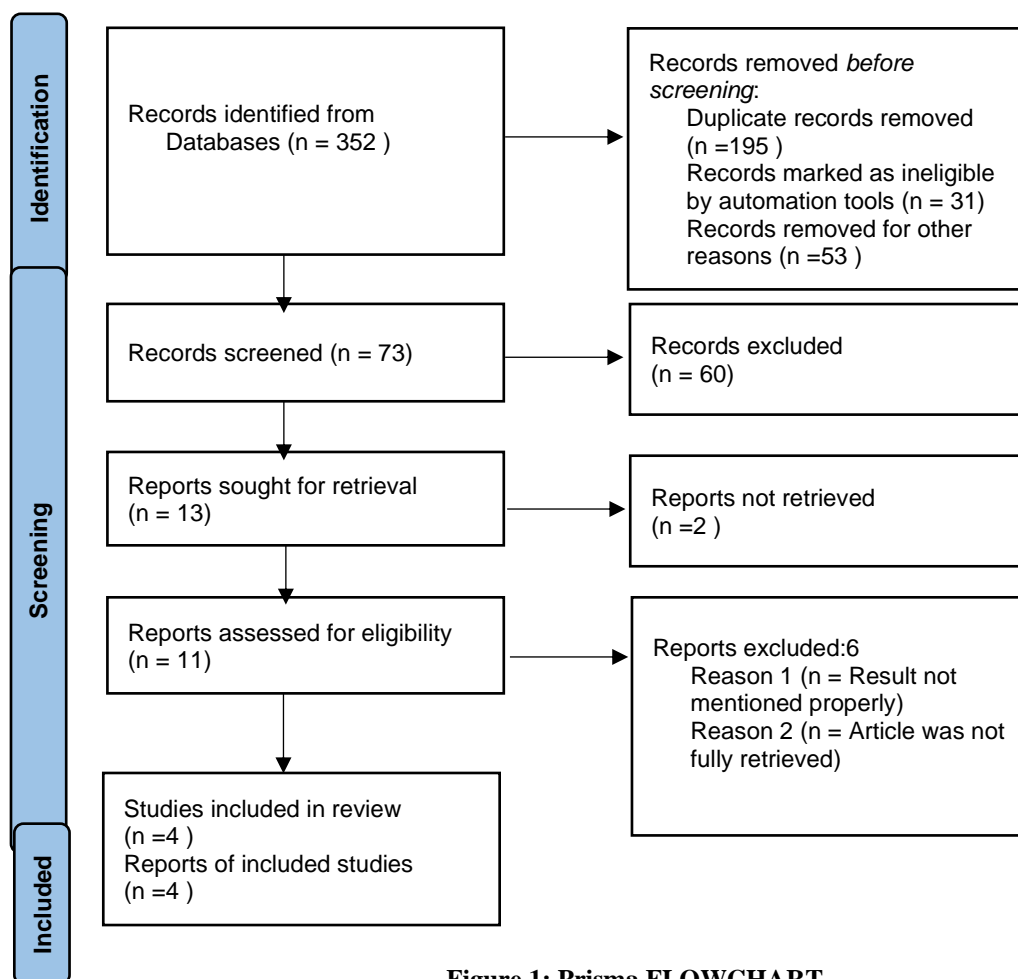 Identification
Records identified from
Databases (n = 352 )
Records removed before
screening:
Duplicate records removed
(n =195 )
Records marked as ineligible
by automation tools (n = 31)
Records removed for other
reasons (n =53 )
Screening
Records screened (n = 73)
Records excluded
(n = 60)
Reports sought for retrieval
(n = 13)
Reports not retrieved
(n =2 )
Reports assessed for eligibility
(n = 11)
Reports excluded:6
Reason 1 (n = Result not
mentioned properly)
Reason 2 (n = Article was not
fully retrieved)
Included
Studies included in review
(n =4 )
Reports of included studies
(n =4 )
Figure 1: Prisma FLOWCHART